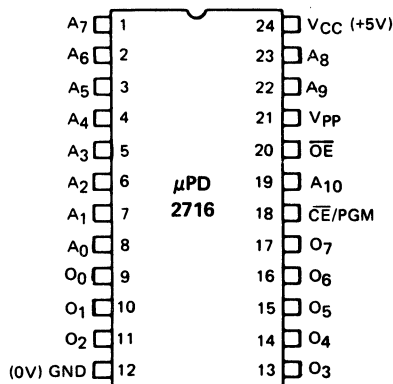 A7 1 24 VCC (+5V)
A6 2 23 A8
A5 3 22 A9
A4 4 21 VPP
A3 5 20 O̅E̅
A2 6 μPD 19 A10
A1 7 2716 18 C̅E̅/PGM
A0 8 17 O7
O0 9 16 O6
O1 10 15 O5
O2 11 14 O4
(0V) GND 12 13 O3